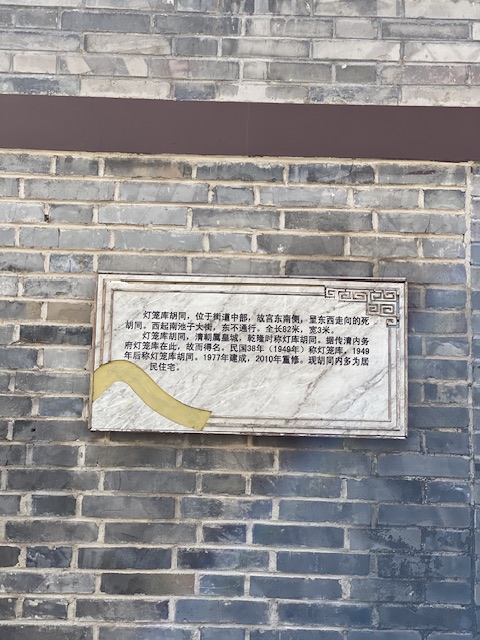 灯笼库胡同，位于街道中部，故宫东南侧，呈东西走向的死
胡同。西起南池子大街，东不通行。全长82米，宽3米。
灯笼库胡同，清朝属皇城，乾隆时称灯库胡同。据传清内务
府灯笼库在此，故而得名。民国38年（1949年）称灯笼库，1949
年后称灯笼库胡同。1977年建成，2010年重修。现胡同内多为居
民住宅。